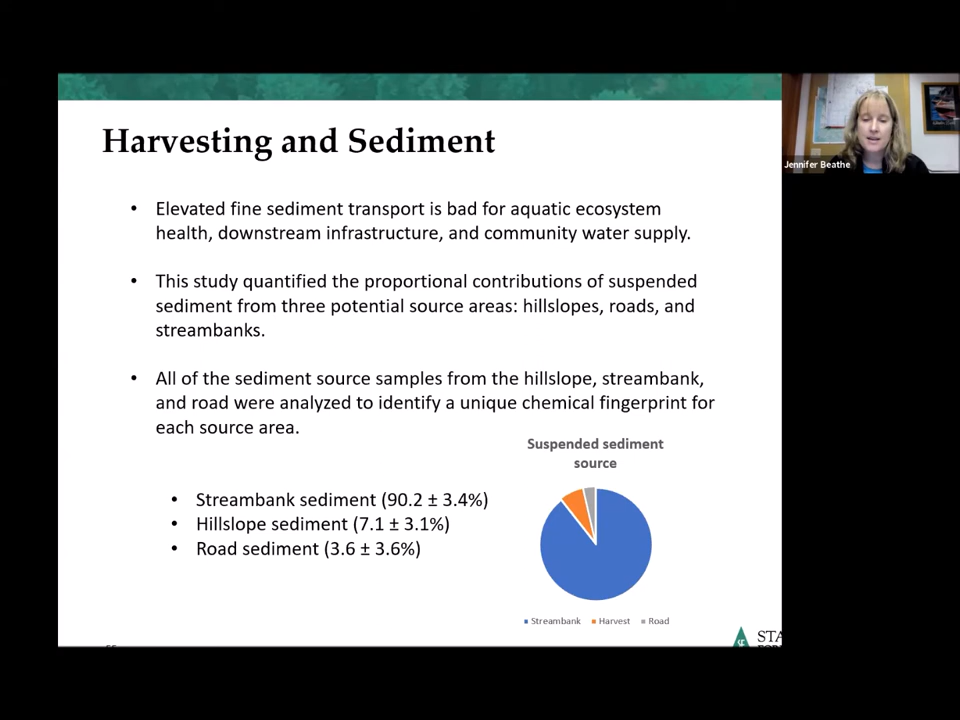 Harvesting and Sediment
Jennifer Beathe
• Elevated fine sediment transport is bad for aquatic ecosystem
health, downstream infrastructure, and community water supply.
• This study quantified the proportional contributions of suspended
sediment from three potential source areas: hillslopes, roads, and
streambanks.
• All of the sediment source samples from the hillslope, streambank,
and road were analyzed to identify a unique chemical fingerprint for
each source area.
Suspended sediment
source
• Streambank sediment (90.2 ± 3.4%)
• Hillslope sediment (7.1 ± 3.1%)
• Road sediment (3.6 ± 3.6%)
Streambank Harvest Road
STA